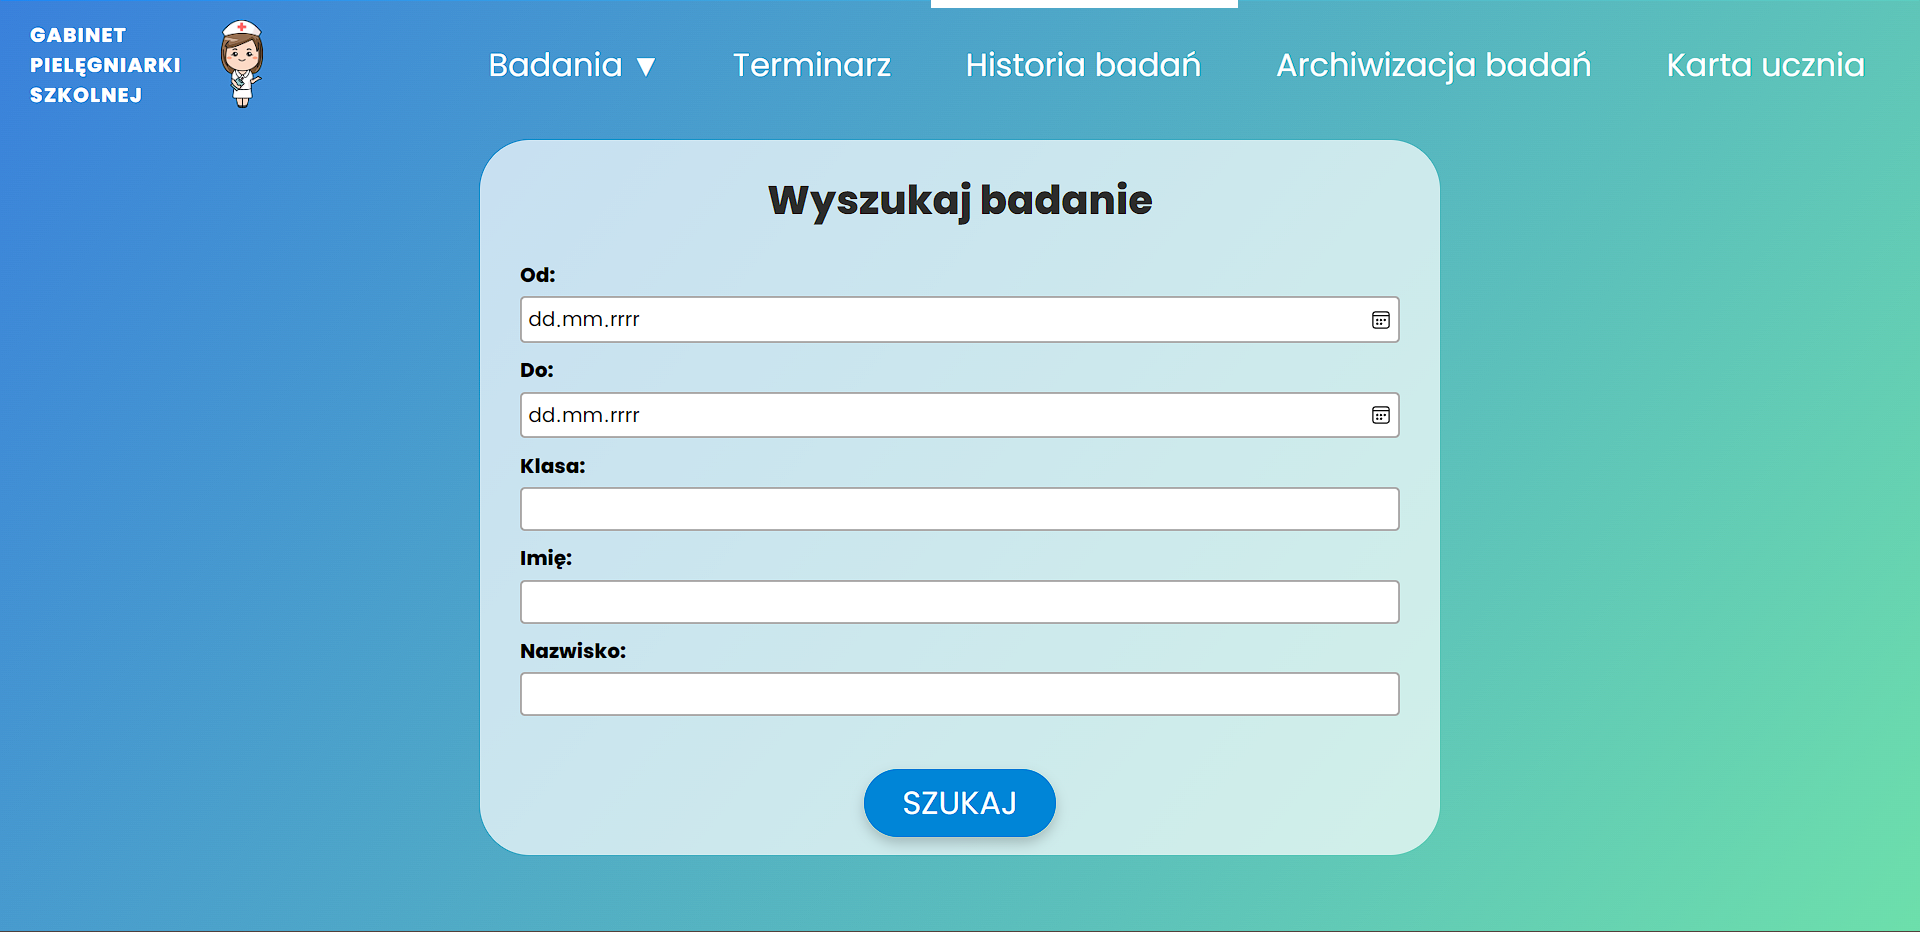 GABINET
PIELĘGNIARKI
SZKOLNEJ
Badania ▼ Terminarz Historia badań Archiwizacja badań Karta ucznia
Wyszukaj badanie
Od:
dd.mm.rrrr
Do:
dd.mm.rrrr
Klasa:
Imię:
Nazwisko:
SZUKAJ